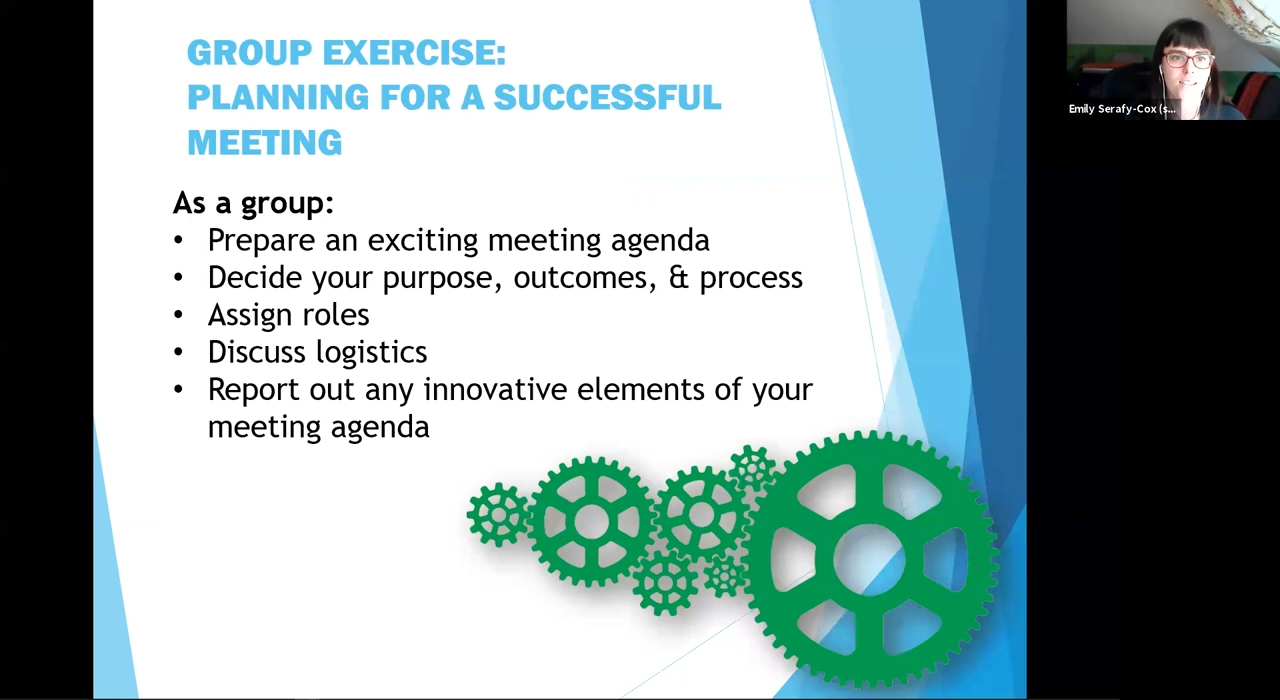 GROUP EXERCISE:
PLANNING FOR A SUCCESSFUL
MEETING
Emily Serafy-Cox (s...
As a group:
• Prepare an exciting meeting agenda
• Decide your purpose, outcomes, & process
• Assign roles
• Discuss logistics
• Report out any innovative elements of your
meeting agenda